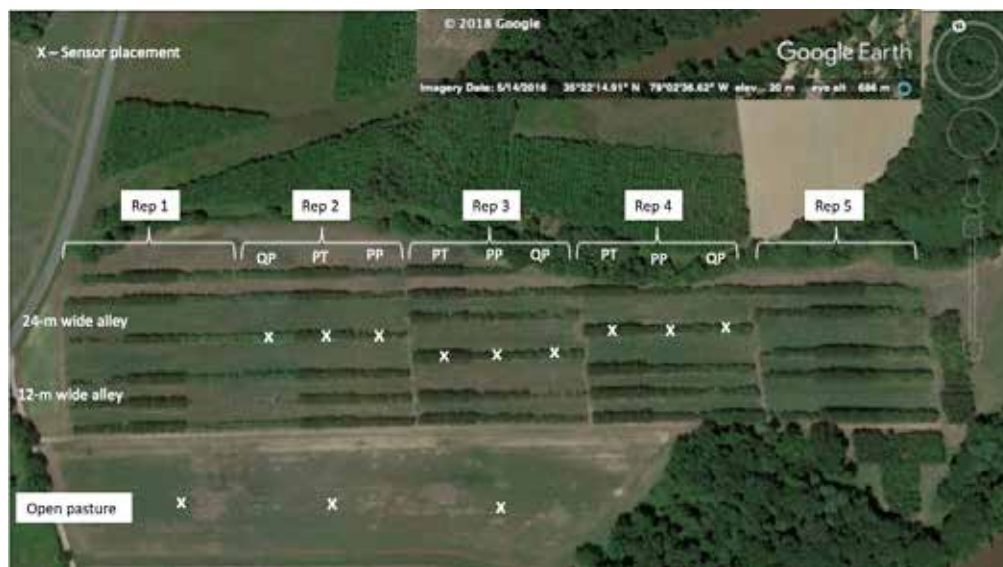 © 2018 Google
X – Sensor placement
Google Earth
Imagery Date: 5/14/2016 35°22'14.91" N 79°02'36.62" W elev... 30 m eye alt 686 m
Rep 1
Rep 2
Rep 3
Rep 4
Rep 5
QP PT PP PT PP QP PT PP QP
24-m wide alley
X X X X X X
X X X
12-m wide alley
Open pasture
X X X